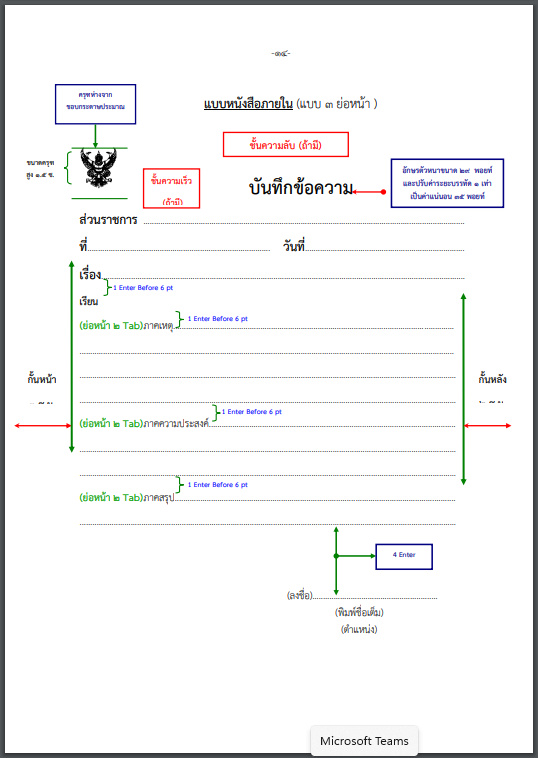 -๑๔-
แบบหนังสือภายใน (แบบ ๓ ย่อหน้า )
ครุฑห่างจาก
ขอบกระดาษประมาณ
ชั้นความลับ (ถ้ามี)
ขนาดครุฑ
สูง ๑.๕ ซ.
ชั้นความเร็ว
(ถ้ามี)
บันทึกข้อความ
อักษรตัวหนาขนาด ๒๙ พอยท์
และปรับค่าระยะบรรทัด ๑ เท่า
เป็นค่าแน่นอน ๓๕ พอยท์
ส่วนราชการ
ที่ วันที่
เรื่อง
1 Enter Before 6 pt
เรียน
1 Enter Before 6 pt
(ย่อหน้า ๒ Tab)ภาคเหตุ
กั้นหน้า
กั้นหลัง
1 Enter Before 6 pt
(ย่อหน้า ๒ Tab)ภาคความประสงค์
1 Enter Before 6 pt
(ย่อหน้า ๒ Tab)ภาคสรุป
4 Enter
(ลงชื่อ)
(พิมพ์ชื่อเต็ม)
(ตำแหน่ง)
Microsoft Teams